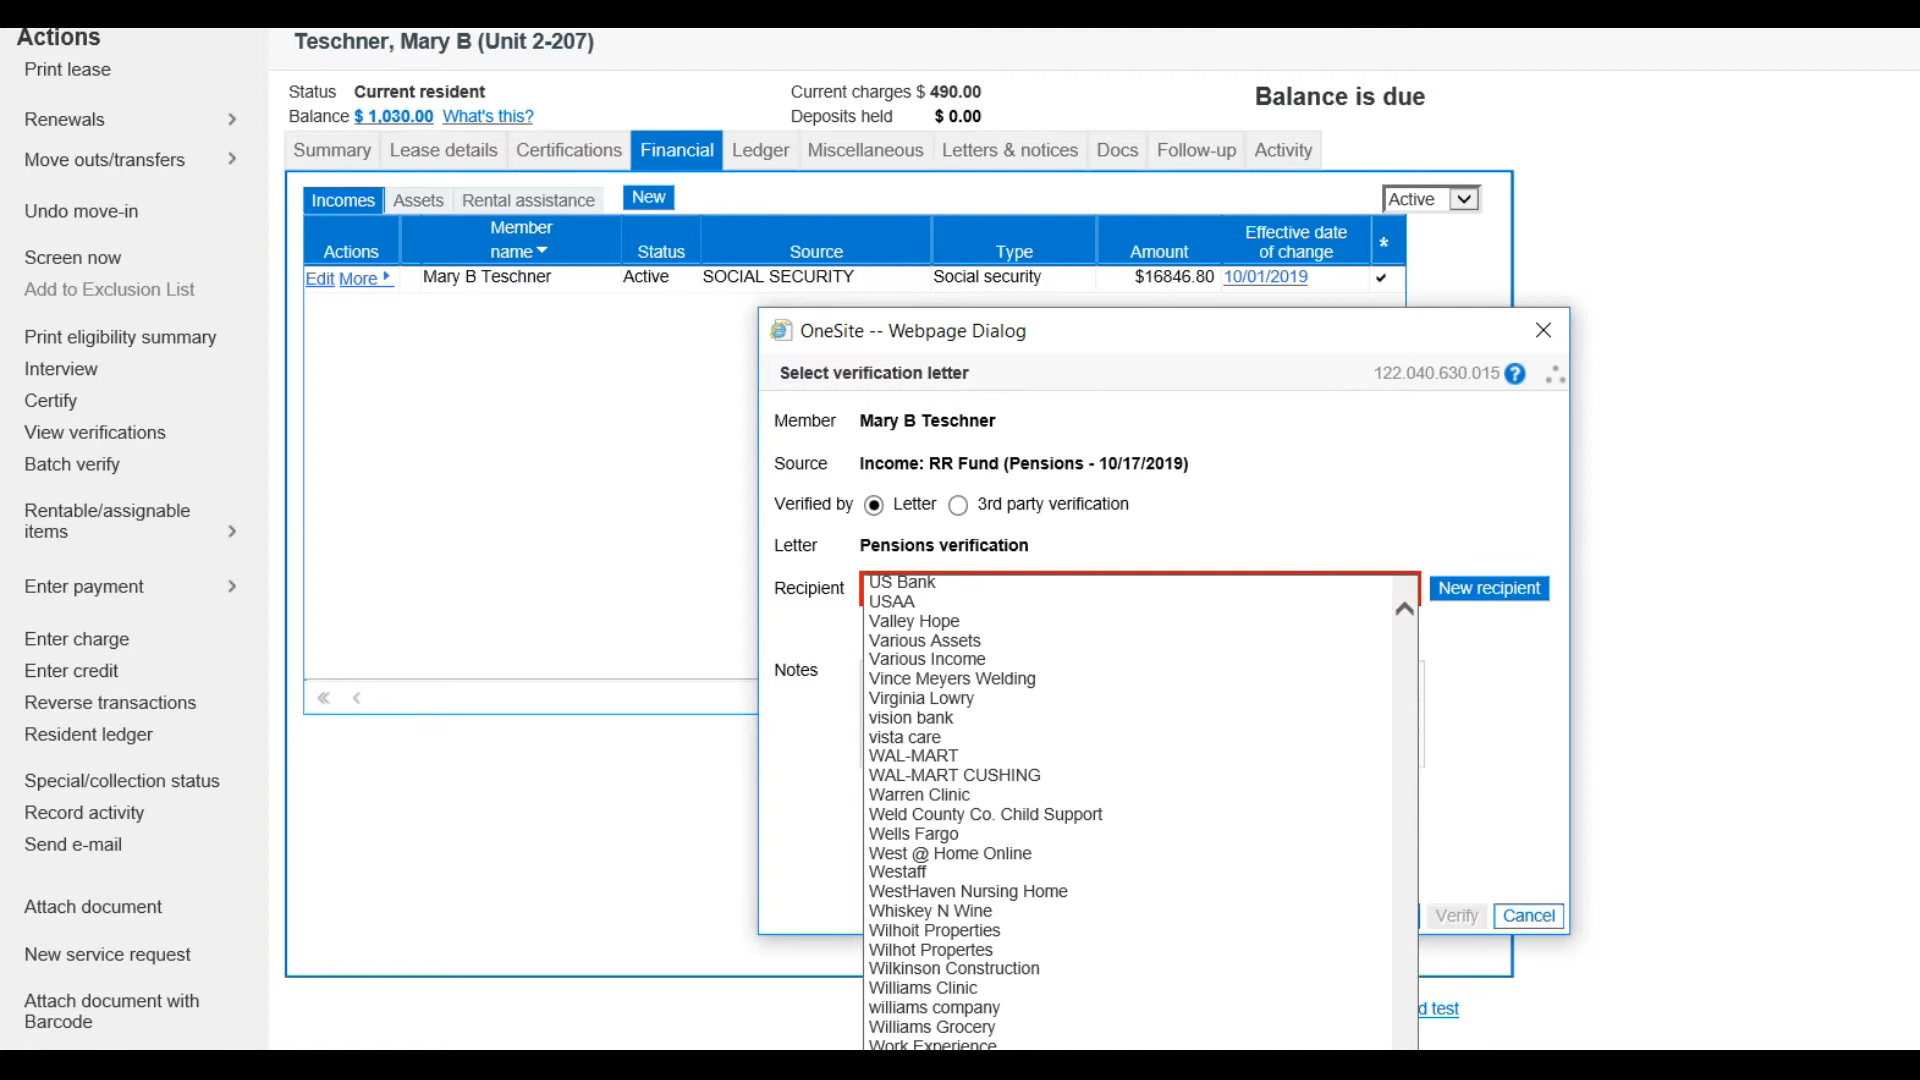 Actions
Print lease
Renewals
Move outs/transfers
Undo move-in
Screen now
Add to Exclusion List
Print eligibility summary
Interview
Certify
View verifications
Batch verify
Rentable/assignable
items
Enter payment
Enter charge
Enter credit
Reverse transactions
Resident ledger
Special/collection status
Record activity
Send e-mail
Attach document
New service request
Attach document with
Barcode
Teschner, Mary B (Unit 2-207)
Status Current resident
Balance $ 1,030.00 What's this?
Current charges $ 490.00
Deposits held $ 0.00
Balance is due
Summary Lease details Certifications Financial Ledger Miscellaneous Letters & notices Docs Follow-up Activity
Incomes Assets Rental assistance New Active
Actions Member name Status Source Type Amount Effective date of change *
Edit More Mary B Teschner Active SOCIAL SECURITY Social security $16846.80 10/01/2019
« <
OneSite -- Webpage Dialog
Select verification letter 122.040.630.015 ?
Member Mary B Teschner
Source Income: RR Fund (Pensions - 10/17/2019)
Verified by Letter 3rd party verification
Letter Pensions verification
Recipient
New recipient
Notes
US Bank
USAA
Valley Hope
Various Assets
Various Income
Vince Meyers Welding
Virginia Lowry
vision bank
vista care
WAL-MART
WAL-MART CUSHING
Warren Clinic
Weld County Co. Child Support
Wells Fargo
West @ Home Online
Westaff
WestHaven Nursing Home
Whiskey N Wine
Wilhoit Properties
Wilhot Propertes
Wilkinson Construction
Williams Clinic
williams company
Williams Grocery
Work Experience
Verify Cancel
d test